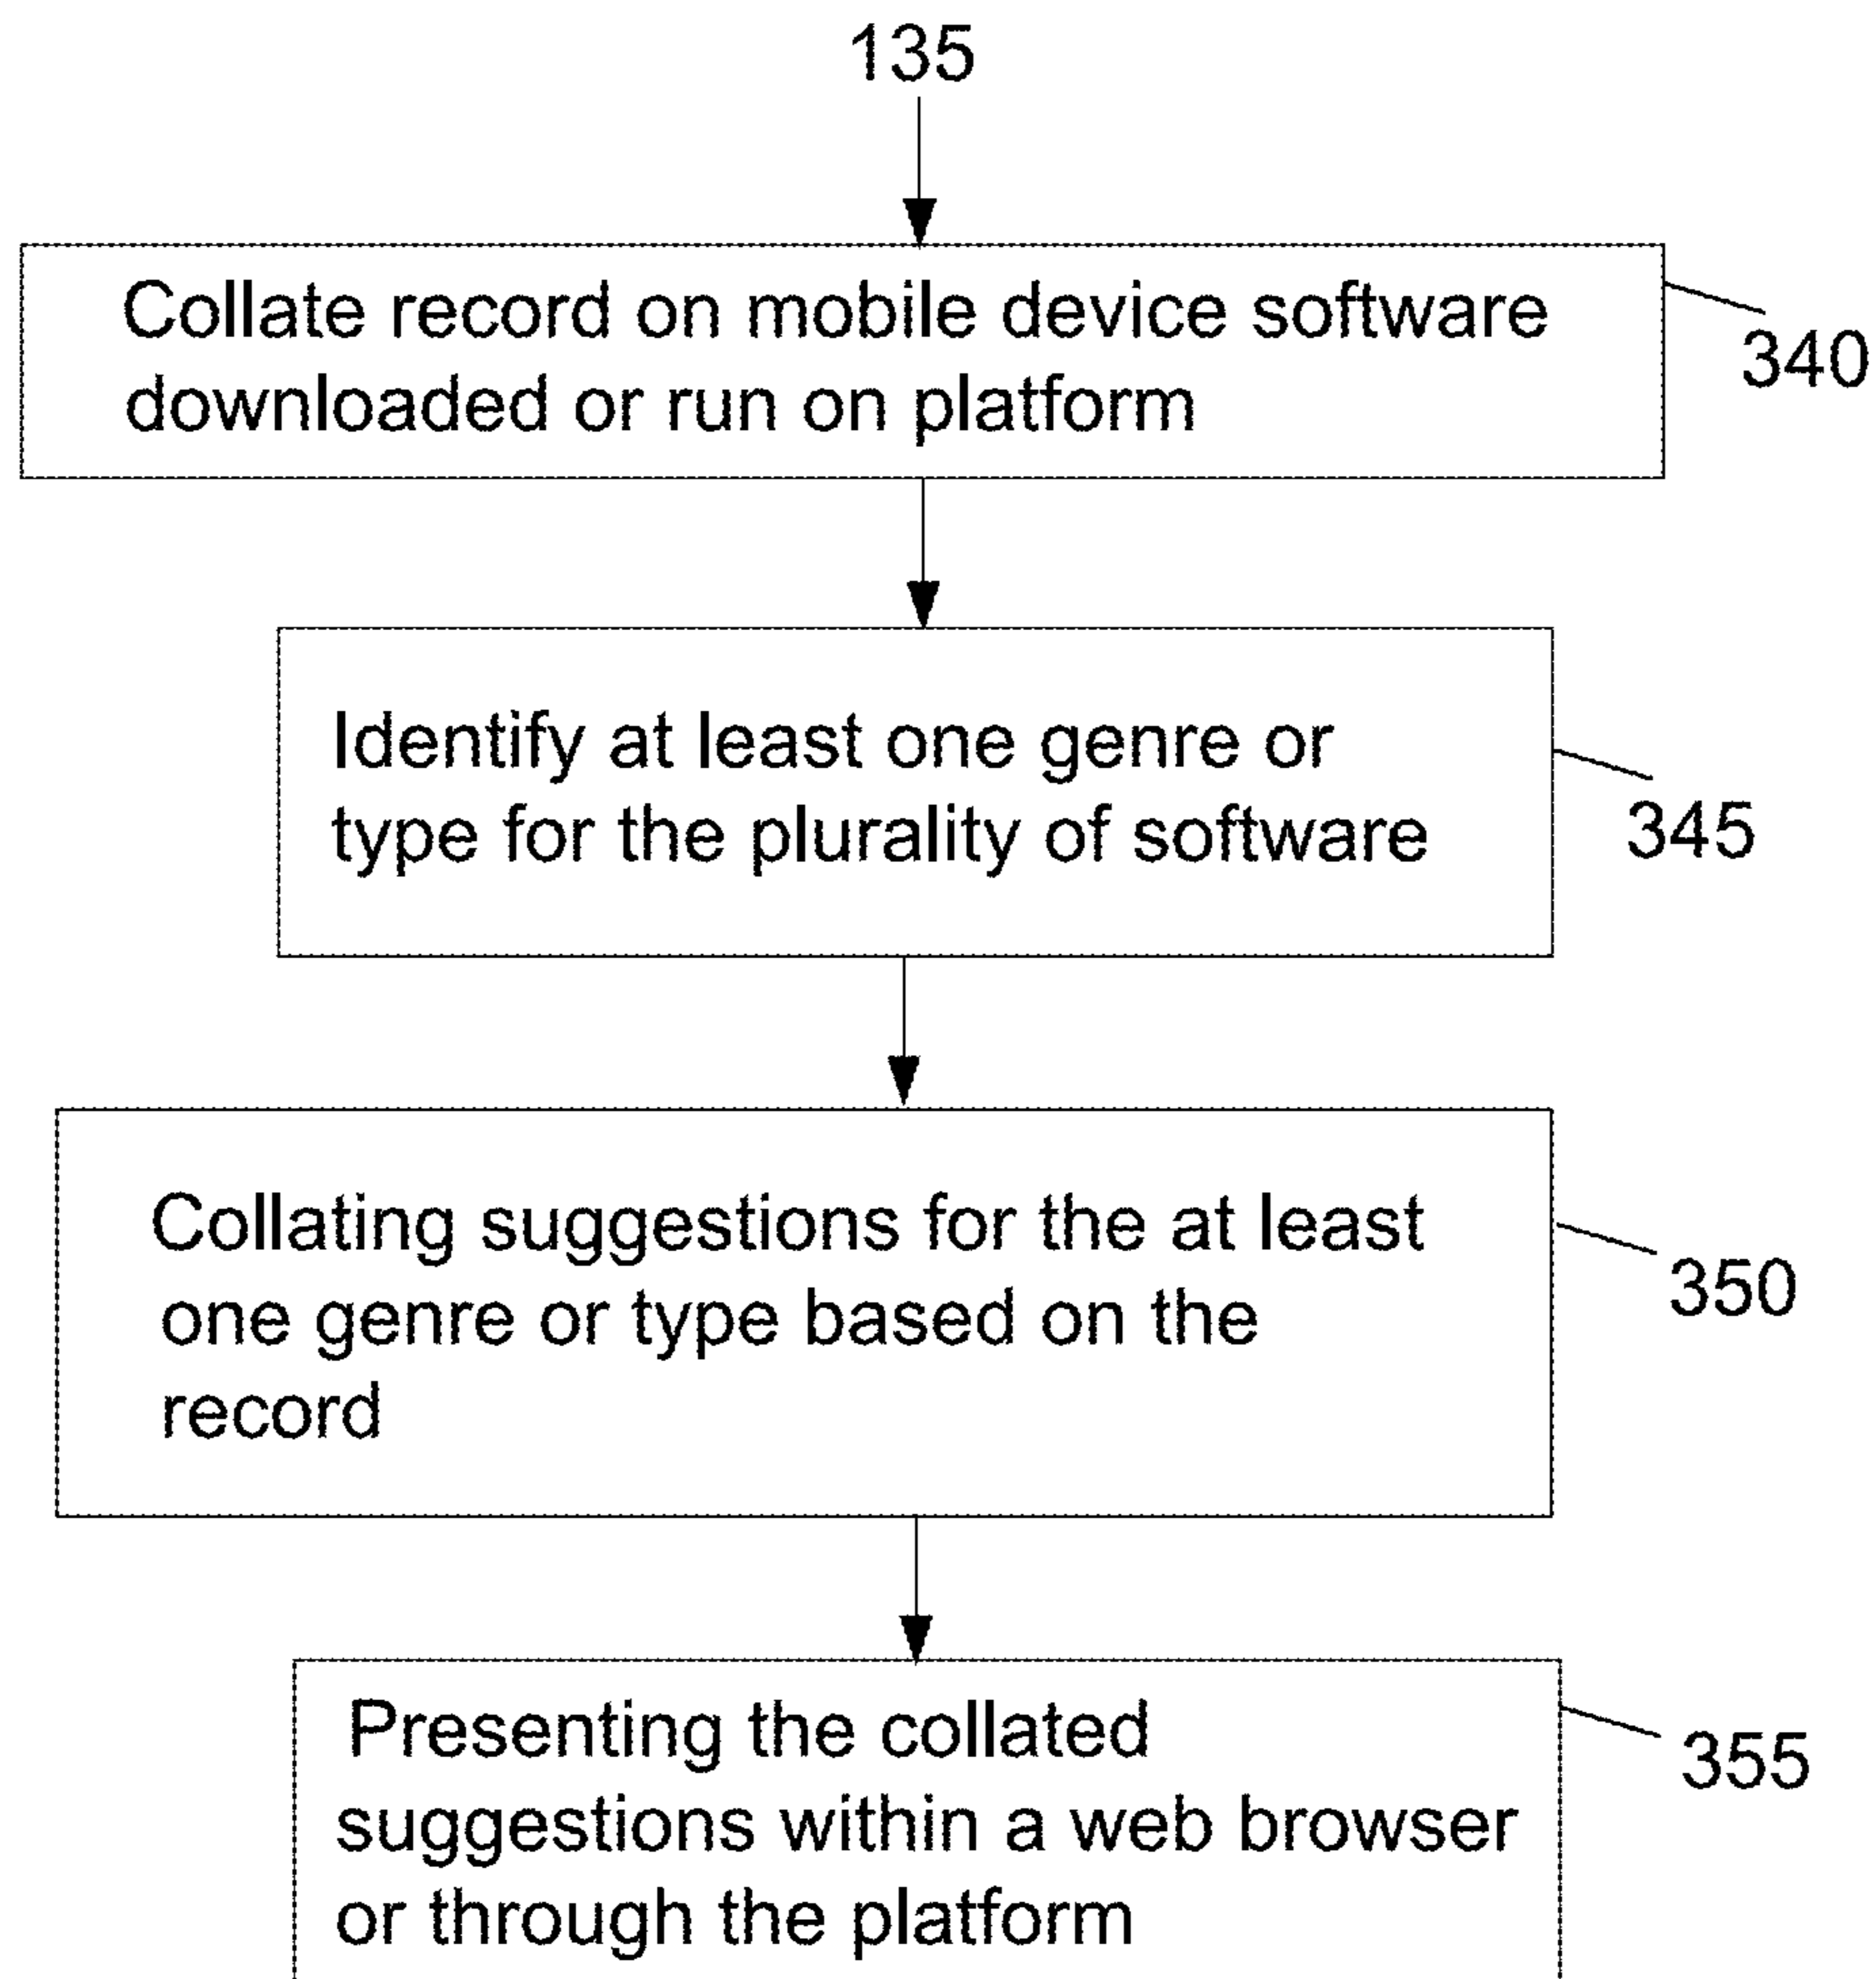 135
Collate record on mobile device software
downloaded or run on platform
340
Identify at least one genre or
type for the plurality of software
345
Collating suggestions for the at least
one genre or type based on the
record
350
Presenting the collated
suggestions within a web browser
or through the platform
355